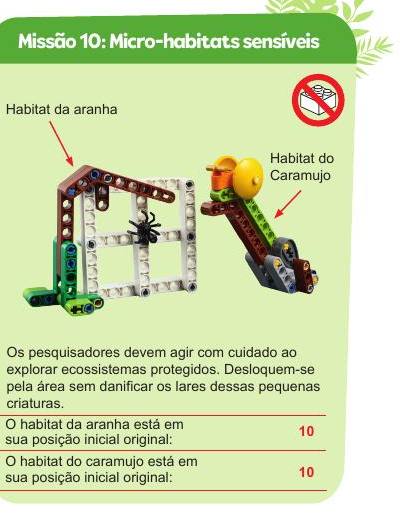 Missão 10: Micro-habitats sensíveis
Habitat da aranha
Habitat do
Caramujo
Os pesquisadores devem agir com cuidado ao
explorar ecossistemas protegidos. Desloquem-se
pela área sem danificar os lares dessas pequenas
criaturas.
O habitat da aranha está em
sua posição inicial original: 10
O habitat do caramujo está em
sua posição inicial original: 10